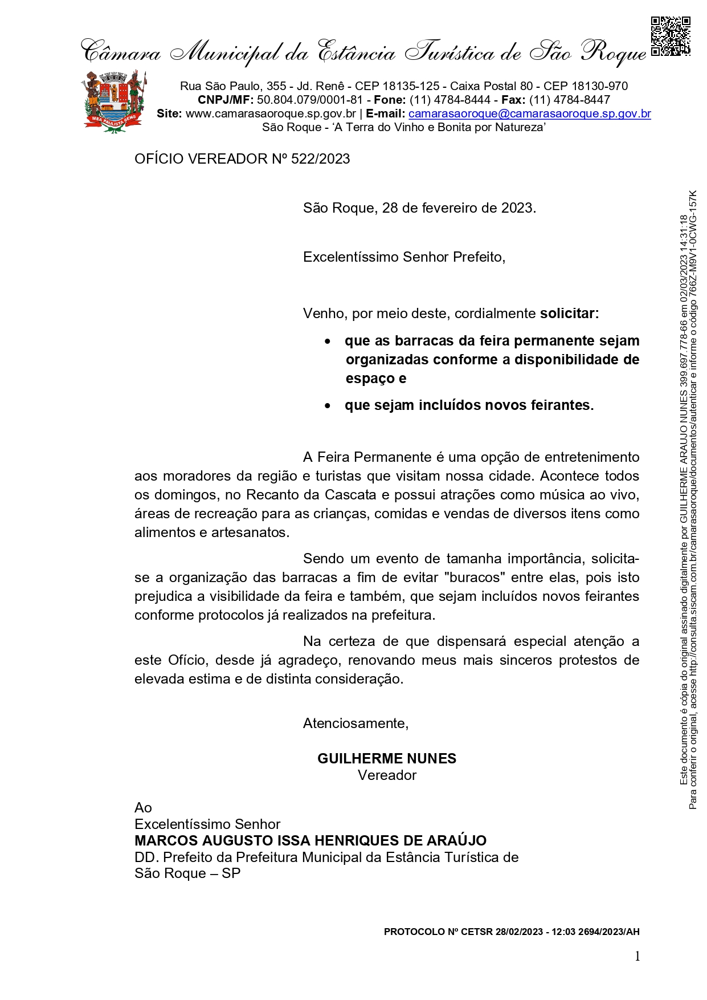 Câmara Municipal da Estância Turística de São Roque
Rua São Paulo, 355 - Jd. Renê - CEP 18135-125 - Caixa Postal 80 - CEP 18130-970
CNPJ/MF: 50.804.079/0001-81 - Fone: (11) 4784-8444 - Fax: (11) 4784-8447
Site: www.camarasaoroque.sp.gov.br | E-mail: camarasaoroque@camarasaoroque.sp.gov.br
São Roque - ‘A Terra do Vinho e Bonita por Natureza’
MEA PAULISTA GENS
OFÍCIO VEREADOR Nº 522/2023
São Roque, 28 de fevereiro de 2023.
Excelentíssimo Senhor Prefeito,
Venho, por meio deste, cordialmente solicitar:
• que as barracas da feira permanente sejam
organizadas conforme a disponibilidade de
espaço e
• que sejam incluídos novos feirantes.
A Feira Permanente é uma opção de entretenimento
aos moradores da região e turistas que visitam nossa cidade. Acontece todos
os domingos, no Recanto da Cascata e possui atrações como música ao vivo,
áreas de recreação para as crianças, comidas e vendas de diversos itens como
alimentos e artesanatos.
Sendo um evento de tamanha importância, solicita-
se a organização das barracas a fim de evitar "buracos" entre elas, pois isto
prejudica a visibilidade da feira e também, que sejam incluídos novos feirantes
conforme protocolos já realizados na prefeitura.
Na certeza de que dispensará especial atenção a
este Ofício, desde já agradeço, renovando meus mais sinceros protestos de
elevada estima e de distinta consideração.
Atenciosamente,
GUILHERME NUNES
Vereador
Ao
Excelentíssimo Senhor
MARCOS AUGUSTO ISSA HENRIQUES DE ARAÚJO
DD. Prefeito da Prefeitura Municipal da Estância Turística de
São Roque – SP
PROTOCOLO Nº CETSR 28/02/2023 - 12:03 2694/2023/AH
1
Este documento é cópia do original assinado digitalmente por GUILHERME ARAUJO NUNES 399.697.778-66 em 02/03/2023 14:31:18
Para conferir o original, acesse http://consulta.siscam.com.br/camarasaoroque/documentos/autenticar e informe o código 766Z-M9V1-0CWG-157K